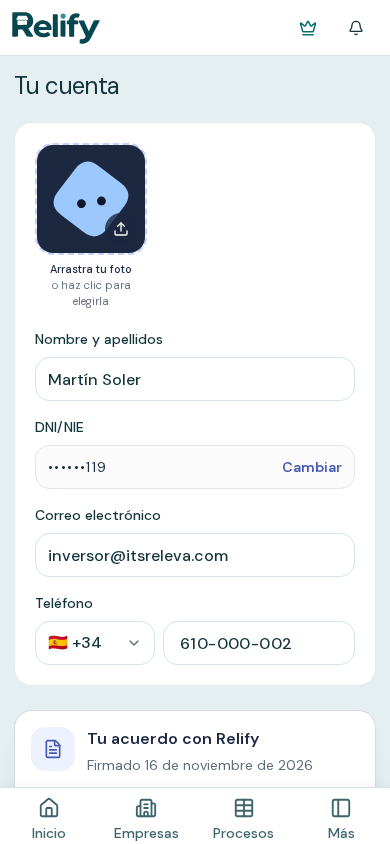 Relify
Tu cuenta
Arrastra tu foto
o haz clic para
elegirla
Nombre y apellidos
Martín Soler
DNI/NIE
••••••119
Cambiar
Correo electrónico
inversor@itsreleva.com
Teléfono
🇪🇸 +34
610-000-002
Tu acuerdo con Relify
Firmado 16 de noviembre de 2026
Inicio
Empresas
Procesos
Más